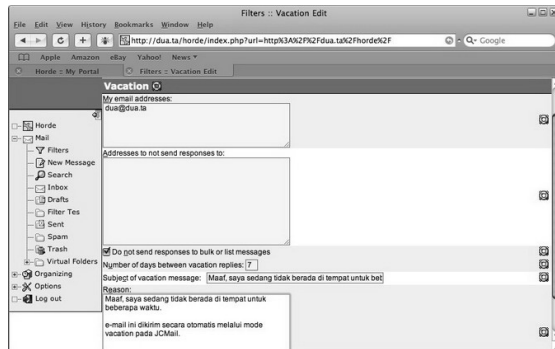 Filters :: Vacation Edit
File Edit View History Bookmarks Window Help
http://dua.ta/horde/index.php?url=http%3A%2F%2Fdua.ta%2Fhorde%2F
Q- Google
Apple Amazon eBay Yahoo! News
Horde :: My Portal
Filters :: Vacation Edit
Vacation
My email addresses:
dua@dua.ta
Horde
Mail
Filters
New Message
Search
Inbox
Drafts
Filter Tes
Sent
Spam
Trash
Virtual Folders
Organizing
Options
Log out
Addresses to not send responses to:
Do not send responses to bulk or list messages
Number of days between vacation replies: 7
Subject of vacation message: Maaf, saya sedang tidak berada di tempat untuk bet
Reason:
Maaf, saya sedang tidak berada di tempat untuk
beberapa waktu.
e-mail ini dikirim secara otomatis melalui mode
vacation pada JCMail.